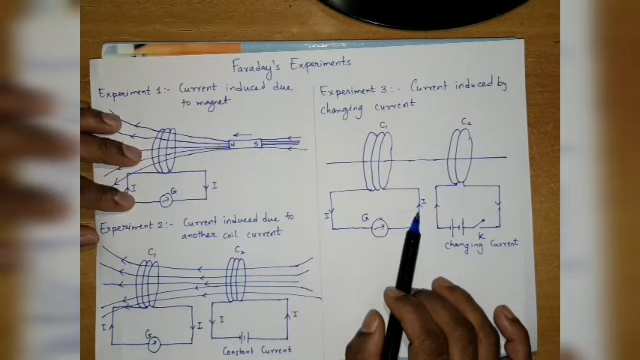 Faraday's Experiments
Experiment 1:- Current induced due
to magnet
N S
I I
G
Experiment 2:- Current induced due to
another coil current
C1 C2
I I I I
G
Constant Current
Experiment 3:- Current induced by
changing current
C1 C2
I I
G
K
Changing Current